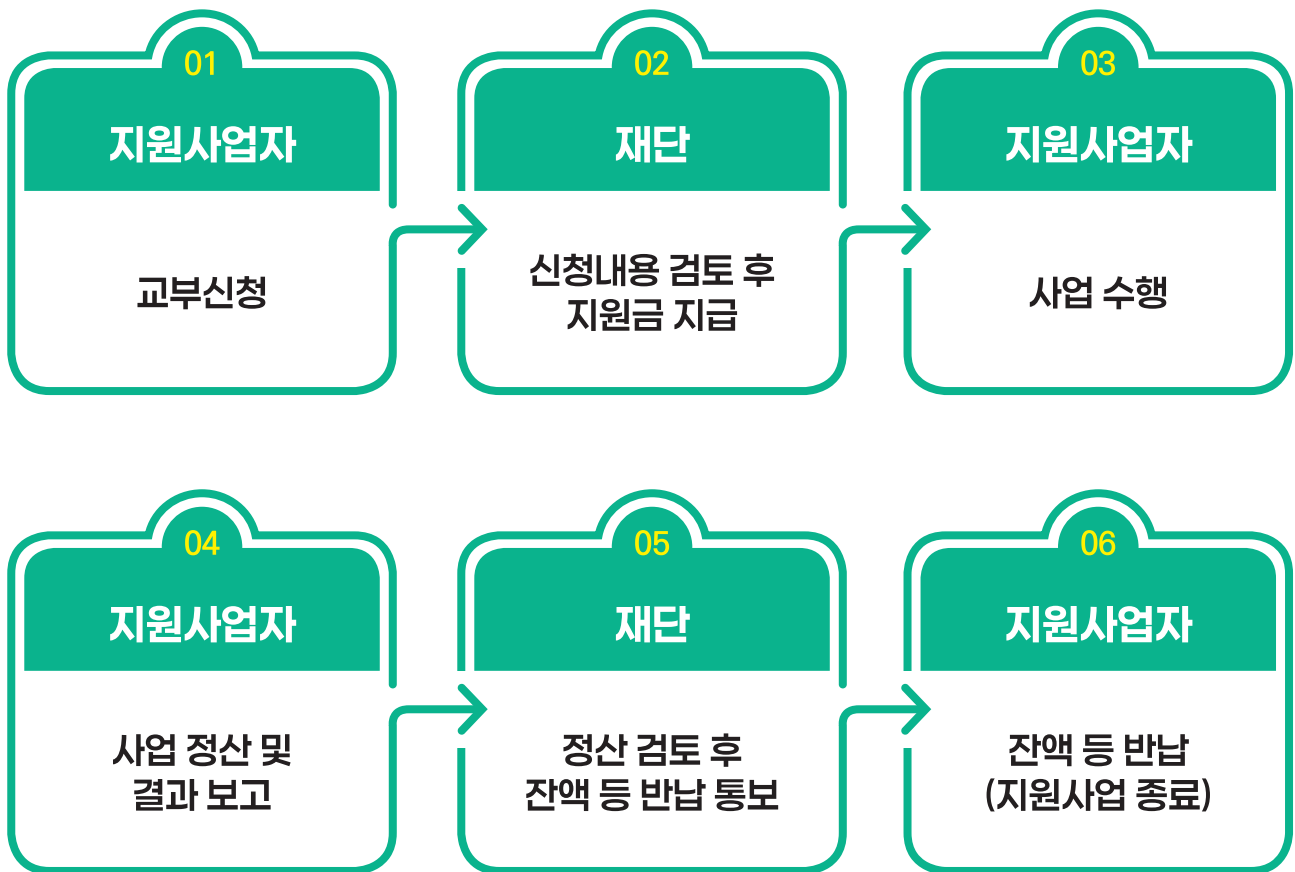 01
지원사업자
교부신청
02
재단
신청내용 검토 후
지원금 지급
03
지원사업자
사업 수행
04
지원사업자
사업 정산 및
결과 보고
05
재단
정산 검토 후
잔액 등 반납 통보
06
지원사업자
잔액 등 반납
(지원사업 종료)